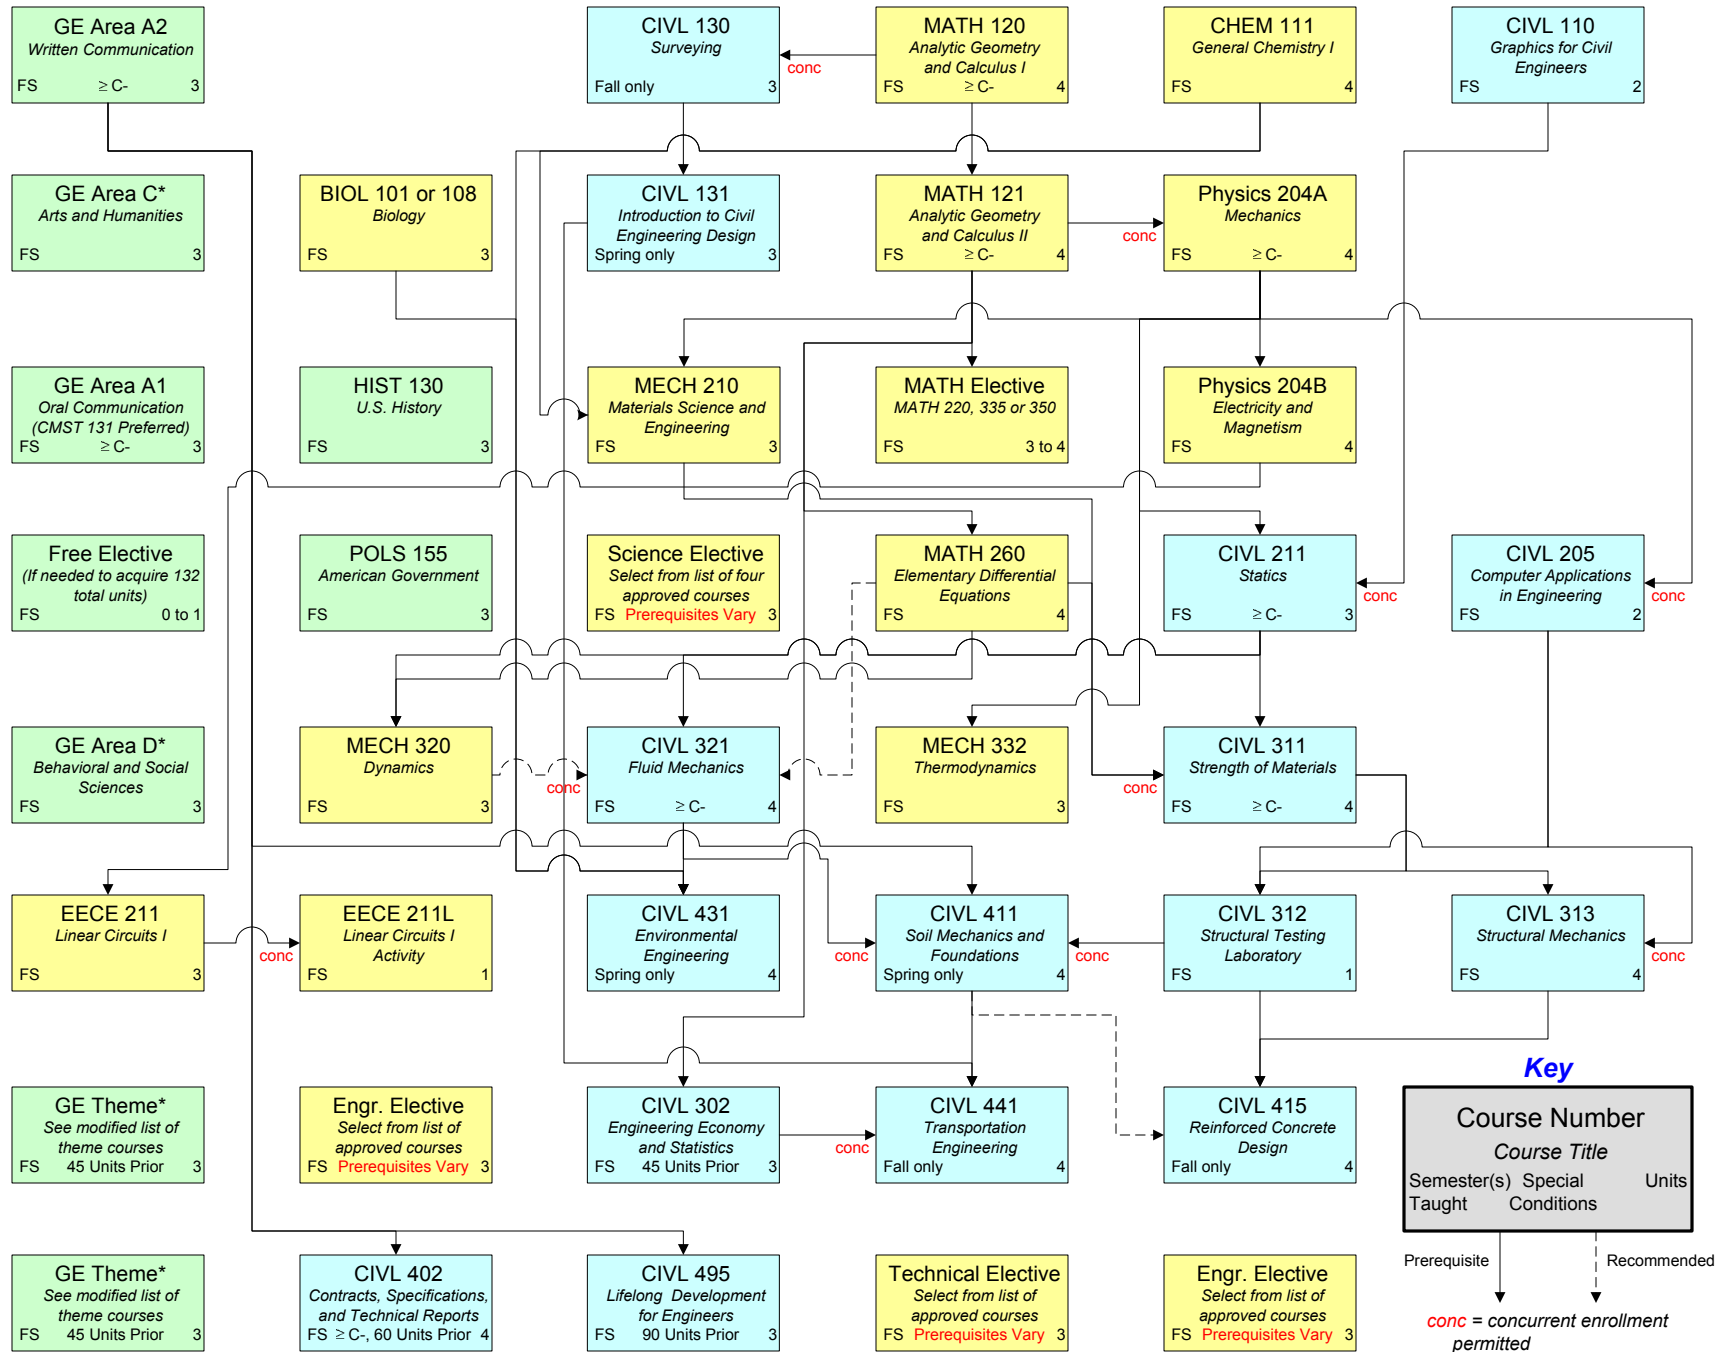 GE Area A2
Written Communication
FS ≥ C- 3
CIVL 130
Surveying
Fall only 3
conc
MATH 120
Analytic Geometry
and Calculus I
FS ≥ C- 4
CHEM 111
General Chemistry I
FS 4
CIVL 110
Graphics for Civil
Engineers
FS 2
GE Area C*
Arts and Humanities
FS 3
BIOL 101 or 108
Biology
FS 3
CIVL 131
Introduction to Civil
Engineering Design
Spring only 3
MATH 121
Analytic Geometry
and Calculus II
FS ≥ C- 4
conc
Physics 204A
Mechanics
FS ≥ C- 4
GE Area A1
Oral Communication
(CMST 131 Preferred)
FS ≥ C- 3
HIST 130
U.S. History
FS 3
MECH 210
Materials Science and
Engineering
FS 3
MATH Elective
MATH 220, 335 or 350
FS 3 to 4
Physics 204B
Electricity and
Magnetism
FS 4
Free Elective
(If needed to acquire 132
total units)
FS 0 to 1
POLS 155
American Government
FS 3
Science Elective
Select from list of four
approved courses
FS Prerequisites Vary 3
MATH 260
Elementary Differential
Equations
FS 4
CIVL 211
Statics
FS ≥ C- 3
conc
CIVL 205
Computer Applications
in Engineering
FS 2
conc
GE Area D*
Behavioral and Social
Sciences
FS 3
MECH 320
Dynamics
FS 3
conc
CIVL 321
Fluid Mechanics
FS ≥ C- 4
MECH 332
Thermodynamics
FS 3
conc
CIVL 311
Strength of Materials
FS ≥ C- 4
EECE 211
Linear Circuits I
FS 3
conc
EECE 211L
Linear Circuits I
Activity
FS 1
CIVL 431
Environmental
Engineering
Spring only 4
conc
CIVL 411
Soil Mechanics and
Foundations
Spring only 4
conc
CIVL 312
Structural Testing
Laboratory
FS 1
CIVL 313
Structural Mechanics
FS 4
conc
GE Theme*
See modified list of
theme courses
FS 45 Units Prior 3
Engr. Elective
Select from list of
approved courses
FS Prerequisites Vary 3
CIVL 302
Engineering Economy
and Statistics
FS 45 Units Prior 3
conc
CIVL 441
Transportation
Engineering
Fall only 4
CIVL 415
Reinforced Concrete
Design
Fall only 4
Key
Course Number
Course Title
Semester(s) Special Units
Taught Conditions
Prerequisite Recommended
conc = concurrent enrollment
permitted
GE Theme*
See modified list of
theme courses
FS 45 Units Prior 3
CIVL 402
Contracts, Specifications,
and Technical Reports
FS ≥ C-, 60 Units Prior 4
CIVL 495
Lifelong Development
for Engineers
FS 90 Units Prior 3
Technical Elective
Select from list of
approved courses
FS Prerequisites Vary 3
Engr. Elective
Select from list of
approved courses
FS Prerequisites Vary 3